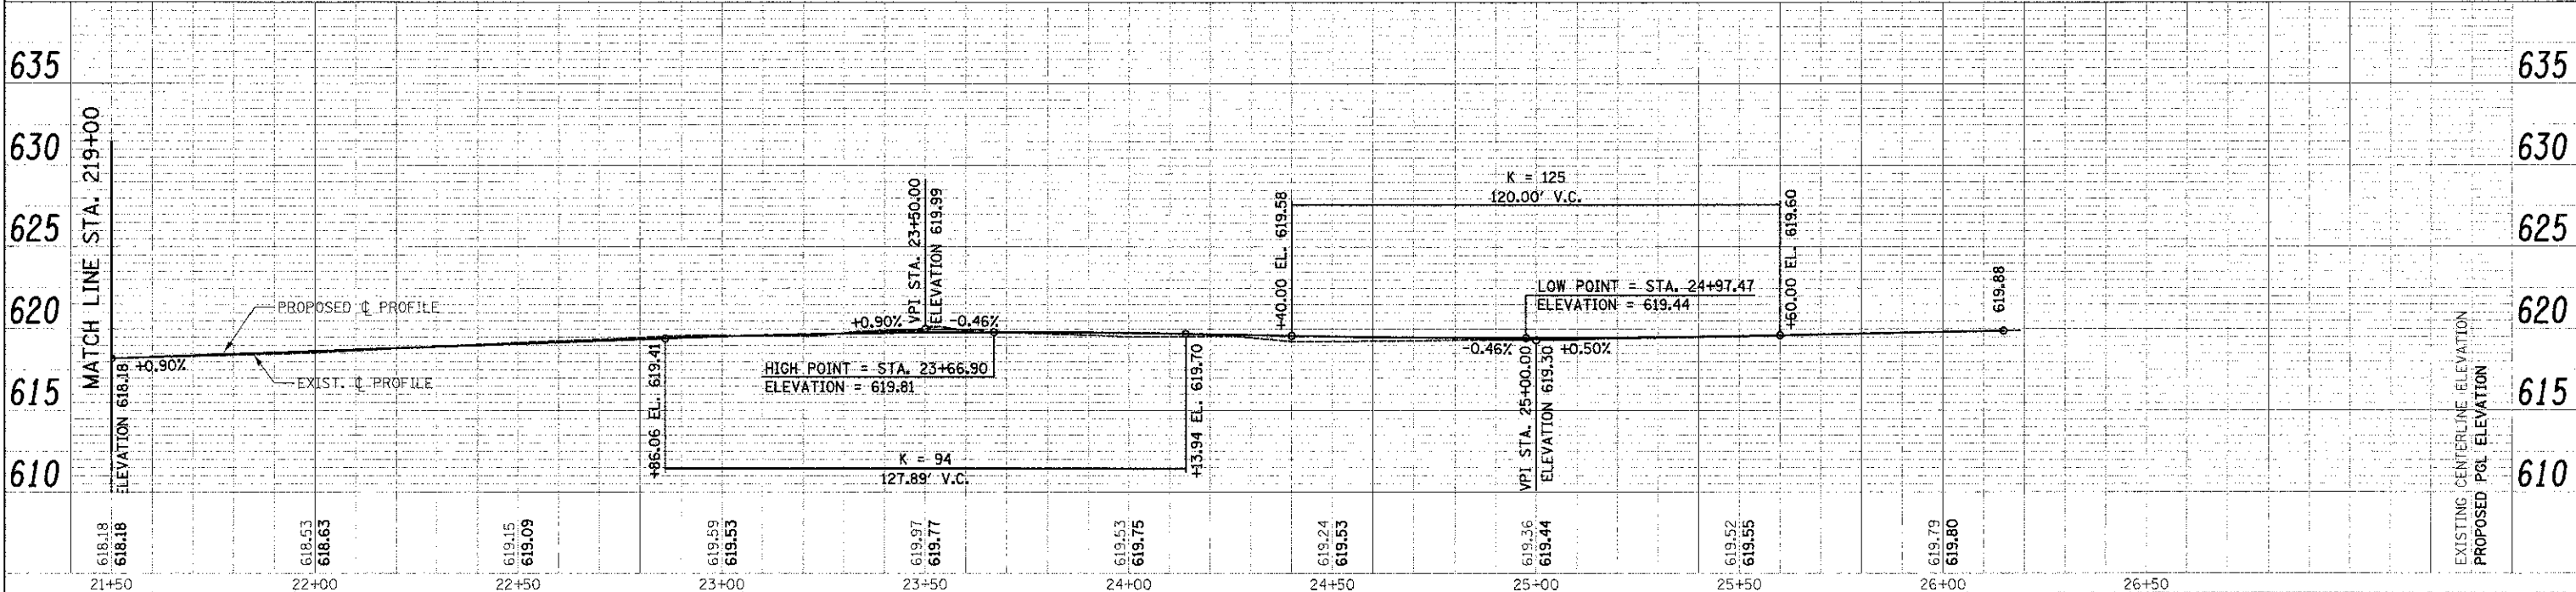 635
630
625
620
615
610
MATCH LINE STA. 219+00
ELEVATION 618.18
+0.90%
PROPOSED ℄ PROFILE
EXIST. ℄ PROFILE
+86.06 EL. 619.41
K = 94
127.89' V.C.
+13.94 EL. 619.70
HIGH POINT = STA. 23+66.90
ELEVATION = 619.81
+0.90%
VPI STA. 23+50.00
ELEVATION 619.99
-0.46%
+40.00 EL. 619.58
K = 125
120.00' V.C.
+60.00 EL. 619.60
LOW POINT = STA. 24+97.47
ELEVATION = 619.44
-0.46%
+0.50%
VPI STA. 25+00.00
ELEVATION 619.30
619.88
635
630
625
620
615
610
EXISTING CENTERLINE ELEVATION
PROPOSED PGL ELEVATION
618.18
618.18
618.53
618.63
619.15
619.09
619.59
619.53
619.97
619.77
619.53
619.75
619.24
619.53
619.36
619.44
619.52
619.55
619.79
619.80
21+50
22+00
22+50
23+00
23+50
24+00
24+50
25+00
25+50
26+00
26+50